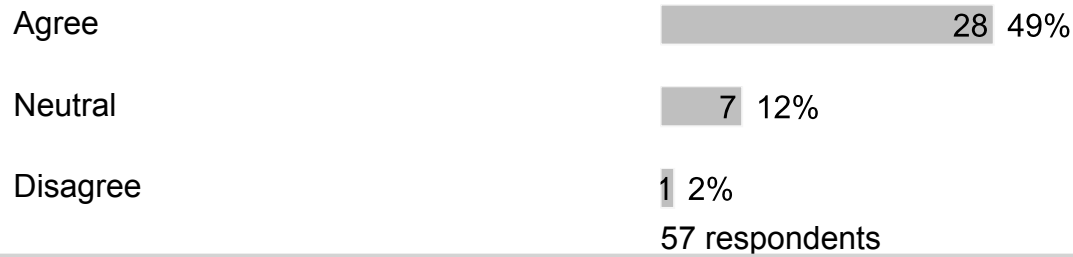 Agree 28 49%
Neutral 7 12%
Disagree 1 2%
57 respondents